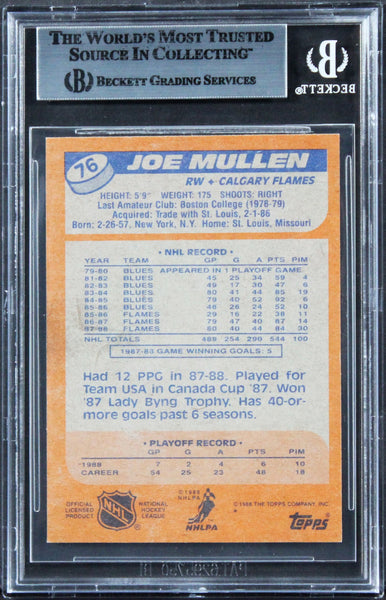 THE WORLD'S MOST TRUSTED
SOURCE IN COLLECTING™
BECKETT GRADING SERVICES
BECKETT
76
JOE MULLEN
RW • CALGARY FLAMES
HEIGHT: 5'9" WEIGHT: 175 SHOOTS: RIGHT
Last Amateur Club: Boston College (1978-79)
Acquired: Trade with St. Louis, 2-1-86
Born: 2-26-57, New York, N.Y. Home: St. Louis, Missouri
• NHL RECORD •
YEAR TEAM GP G A PTS PIM
79-80 BLUES APPEARED IN 1 PLAYOFF GAME.
81-82 BLUES 45 25 34 59 4
82-83 BLUES 49 17 30 47 6
83-84 BLUES 80 41 44 85 19
84-85 BLUES 79 40 52 92 6
85-86 BLUES 48 28 24 52 10
85-86 FLAMES 29 16 22 38 11
86-87 FLAMES 79 47 40 87 14
87-88 FLAMES 80 40 44 84 30
NHL TOTALS 489 254 290 544 100
1987-88 GAME WINNING GOALS: 5
Had 12 PPG in 87-88. Played for
Team USA in Canada Cup '87. Won
'87 Lady Byng Trophy. Has 40-or-
more goals past 6 seasons.
• PLAYOFF RECORD •
GP G A PTS PIM
1988 7 2 4 6 10
CAREER 54 25 23 48 18
OFFICIAL
LICENSED
PRODUCT
NHL
NATIONAL
HOCKEY
LEAGUE
©1988
NHLPA
NHLPA
*
©1988 THE TOPPS COMPANY, INC.
topps